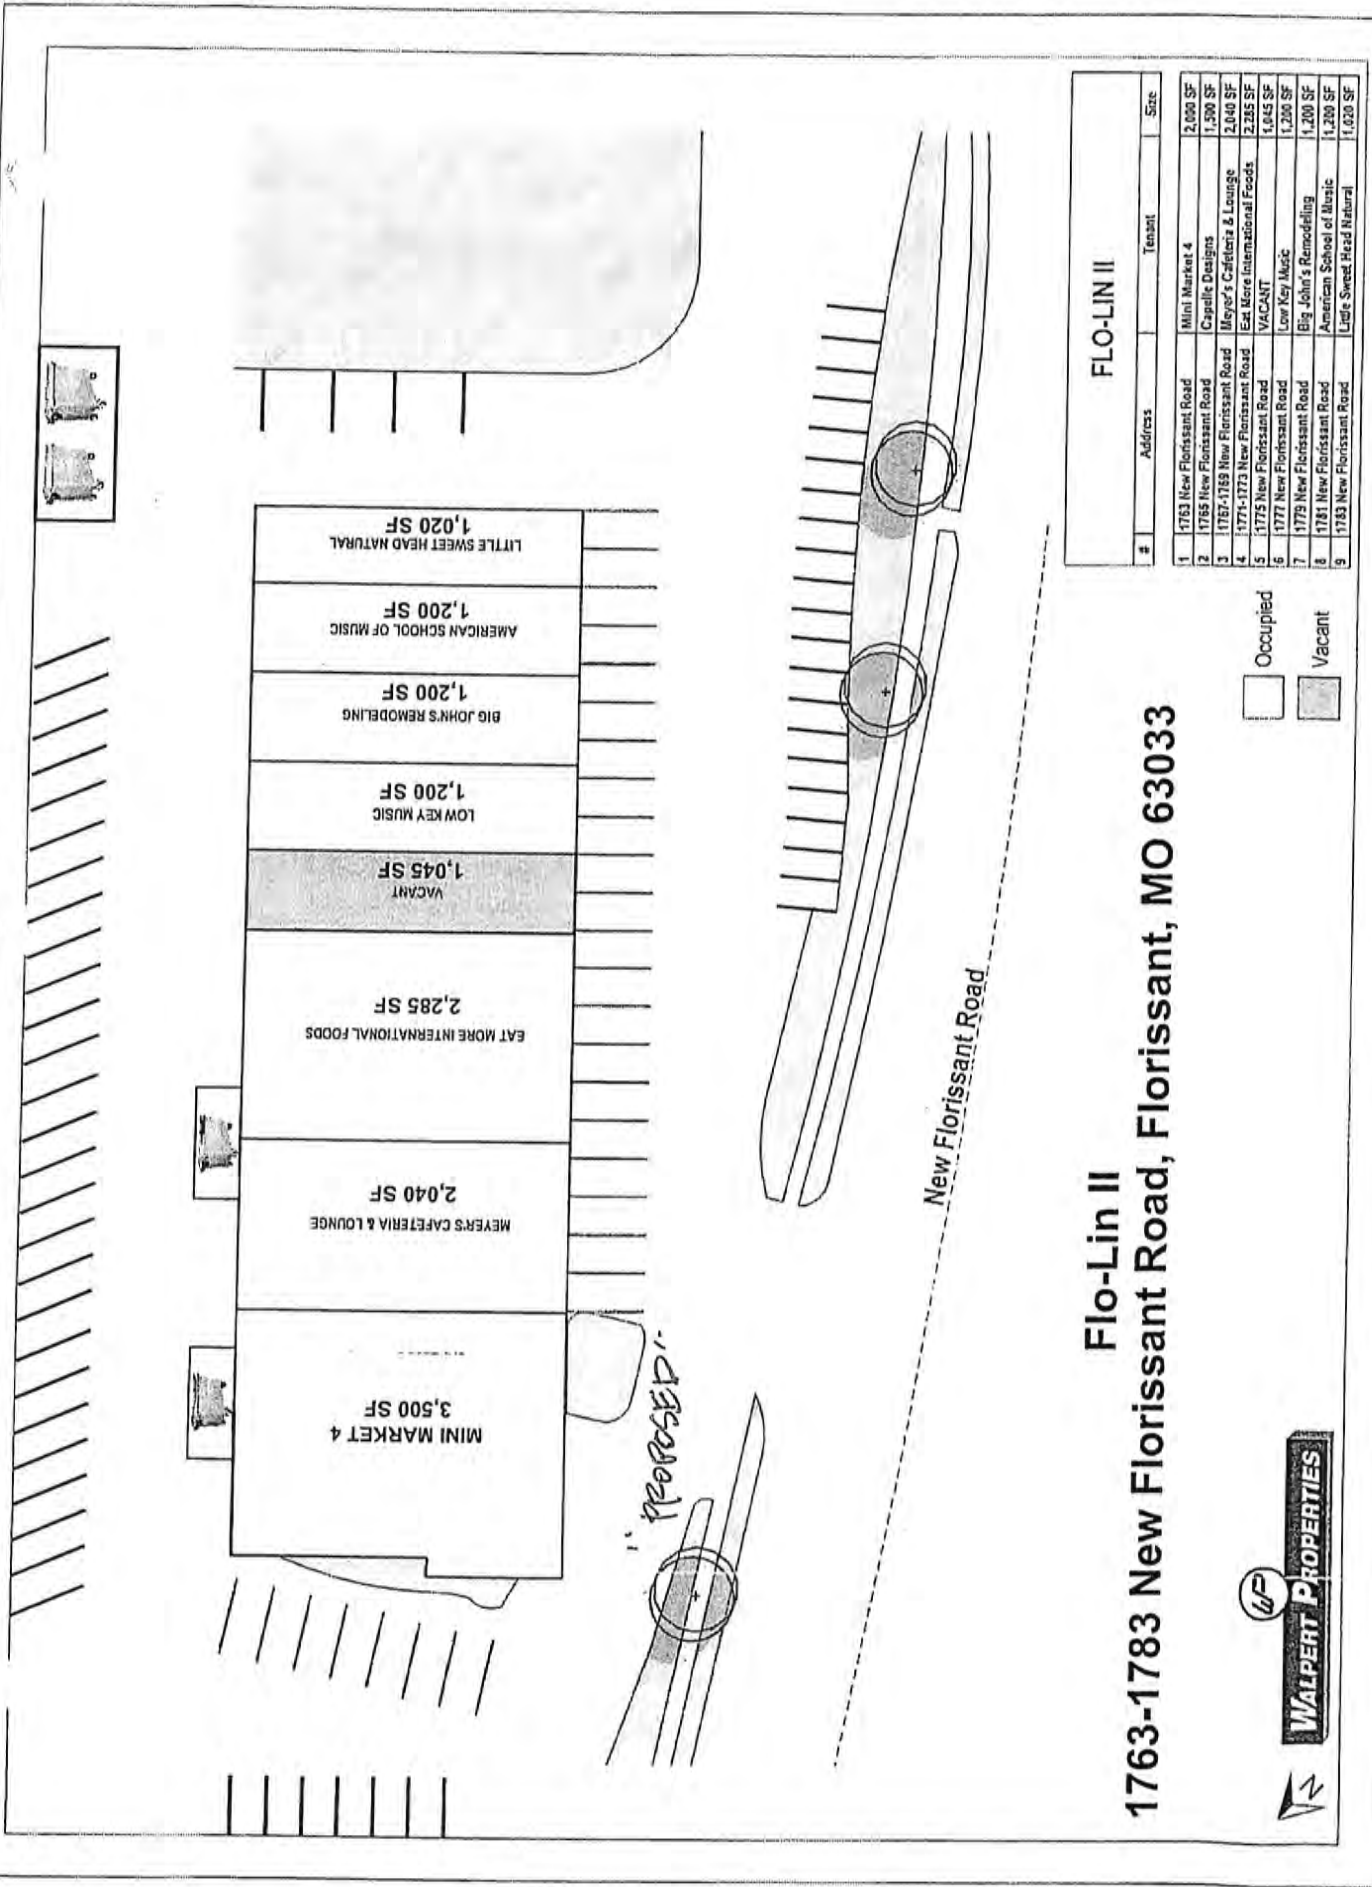 LITTLE SWEET HEAD NATURAL
1,020 SF
AMERICAN SCHOOL OF MUSIC
1,200 SF
BIG JOHN'S REMODELING
1,200 SF
LOW KEY MUSIC
1,200 SF
VACANT
1,045 SF
EAT MORE INTERNATIONAL FOODS
2,285 SF
MEYER'S CAFETERIA & LOUNGE
2,040 SF
MINI MARKET 4
3,500 SF
"PROPOSED"
New Florissant Road
Flo-Lin II
1763-1783 New Florissant Road, Florissant, MO 63033
FLO-LIN II
# Address Tenant Size
1 1763 New Florissant Road Mini Market 4 2,000 SF
2 1765 New Florissant Road Capelle Designs 1,500 SF
3 1767-1769 New Florissant Road Meyer's Cafeteria & Lounge 2,040 SF
4 1771-1773 New Florissant Road Eat More International Foods 2,285 SF
5 1775 New Florissant Road VACANT 1,045 SF
6 1777 New Florissant Road Low Key Music 1,200 SF
7 1779 New Florissant Road Big John's Remodeling 1,200 SF
8 1781 New Florissant Road American School of Music 1,200 SF
9 1783 New Florissant Road Little Sweet Head Natural 1,020 SF
Occupied
Vacant
N
WP
WALPERT PROPERTIES